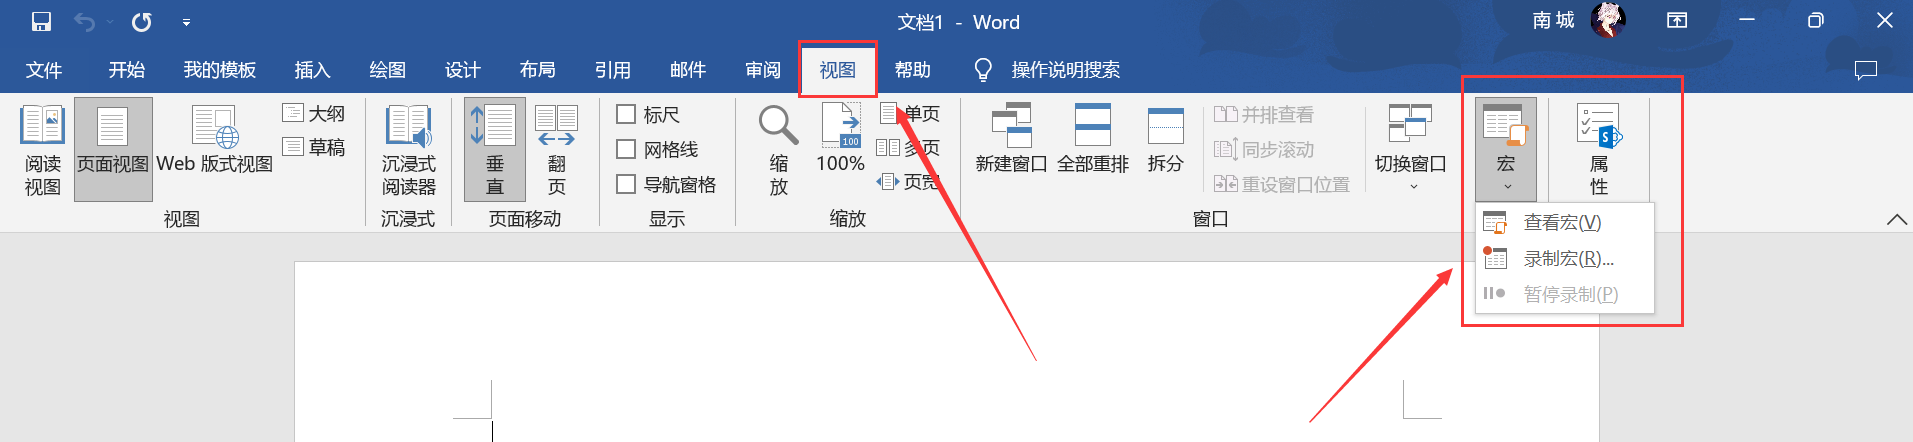 文档1 - Word
南 城
文件 开始 我的模板 插入 绘图 设计 布局 引用 邮件 审阅 视图 帮助 操作说明搜索
阅读
视图
页面视图
Web 版式视图
大纲
草稿
视图
沉浸式
阅读器
沉浸式
垂
直
翻
页
页面移动
标尺
网格线
导航窗格
显示
缩
放
100
100%
单页
多页
页宽
缩放
新建窗口
全部重排
拆分
并排查看
同步滚动
重设窗口位置
切换窗口
窗口
宏
查看宏(V)
录制宏(R)...
暂停录制(P)
属
性